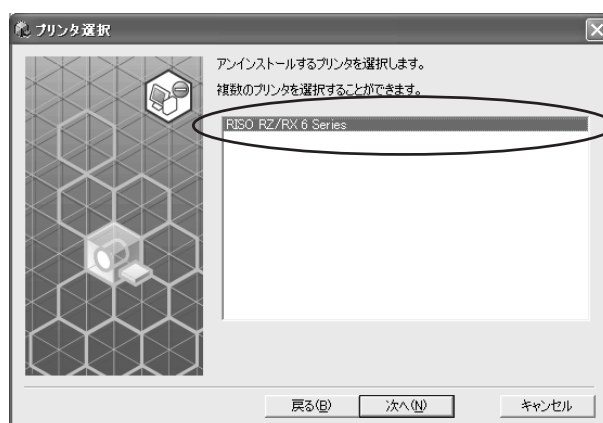 プリンタ選択
アンインストールするプリンタを選択します。
複数のプリンタを選択することができます。
RISO RZ/RX 6 Series
戻る(B)
次へ(N)
キャンセル